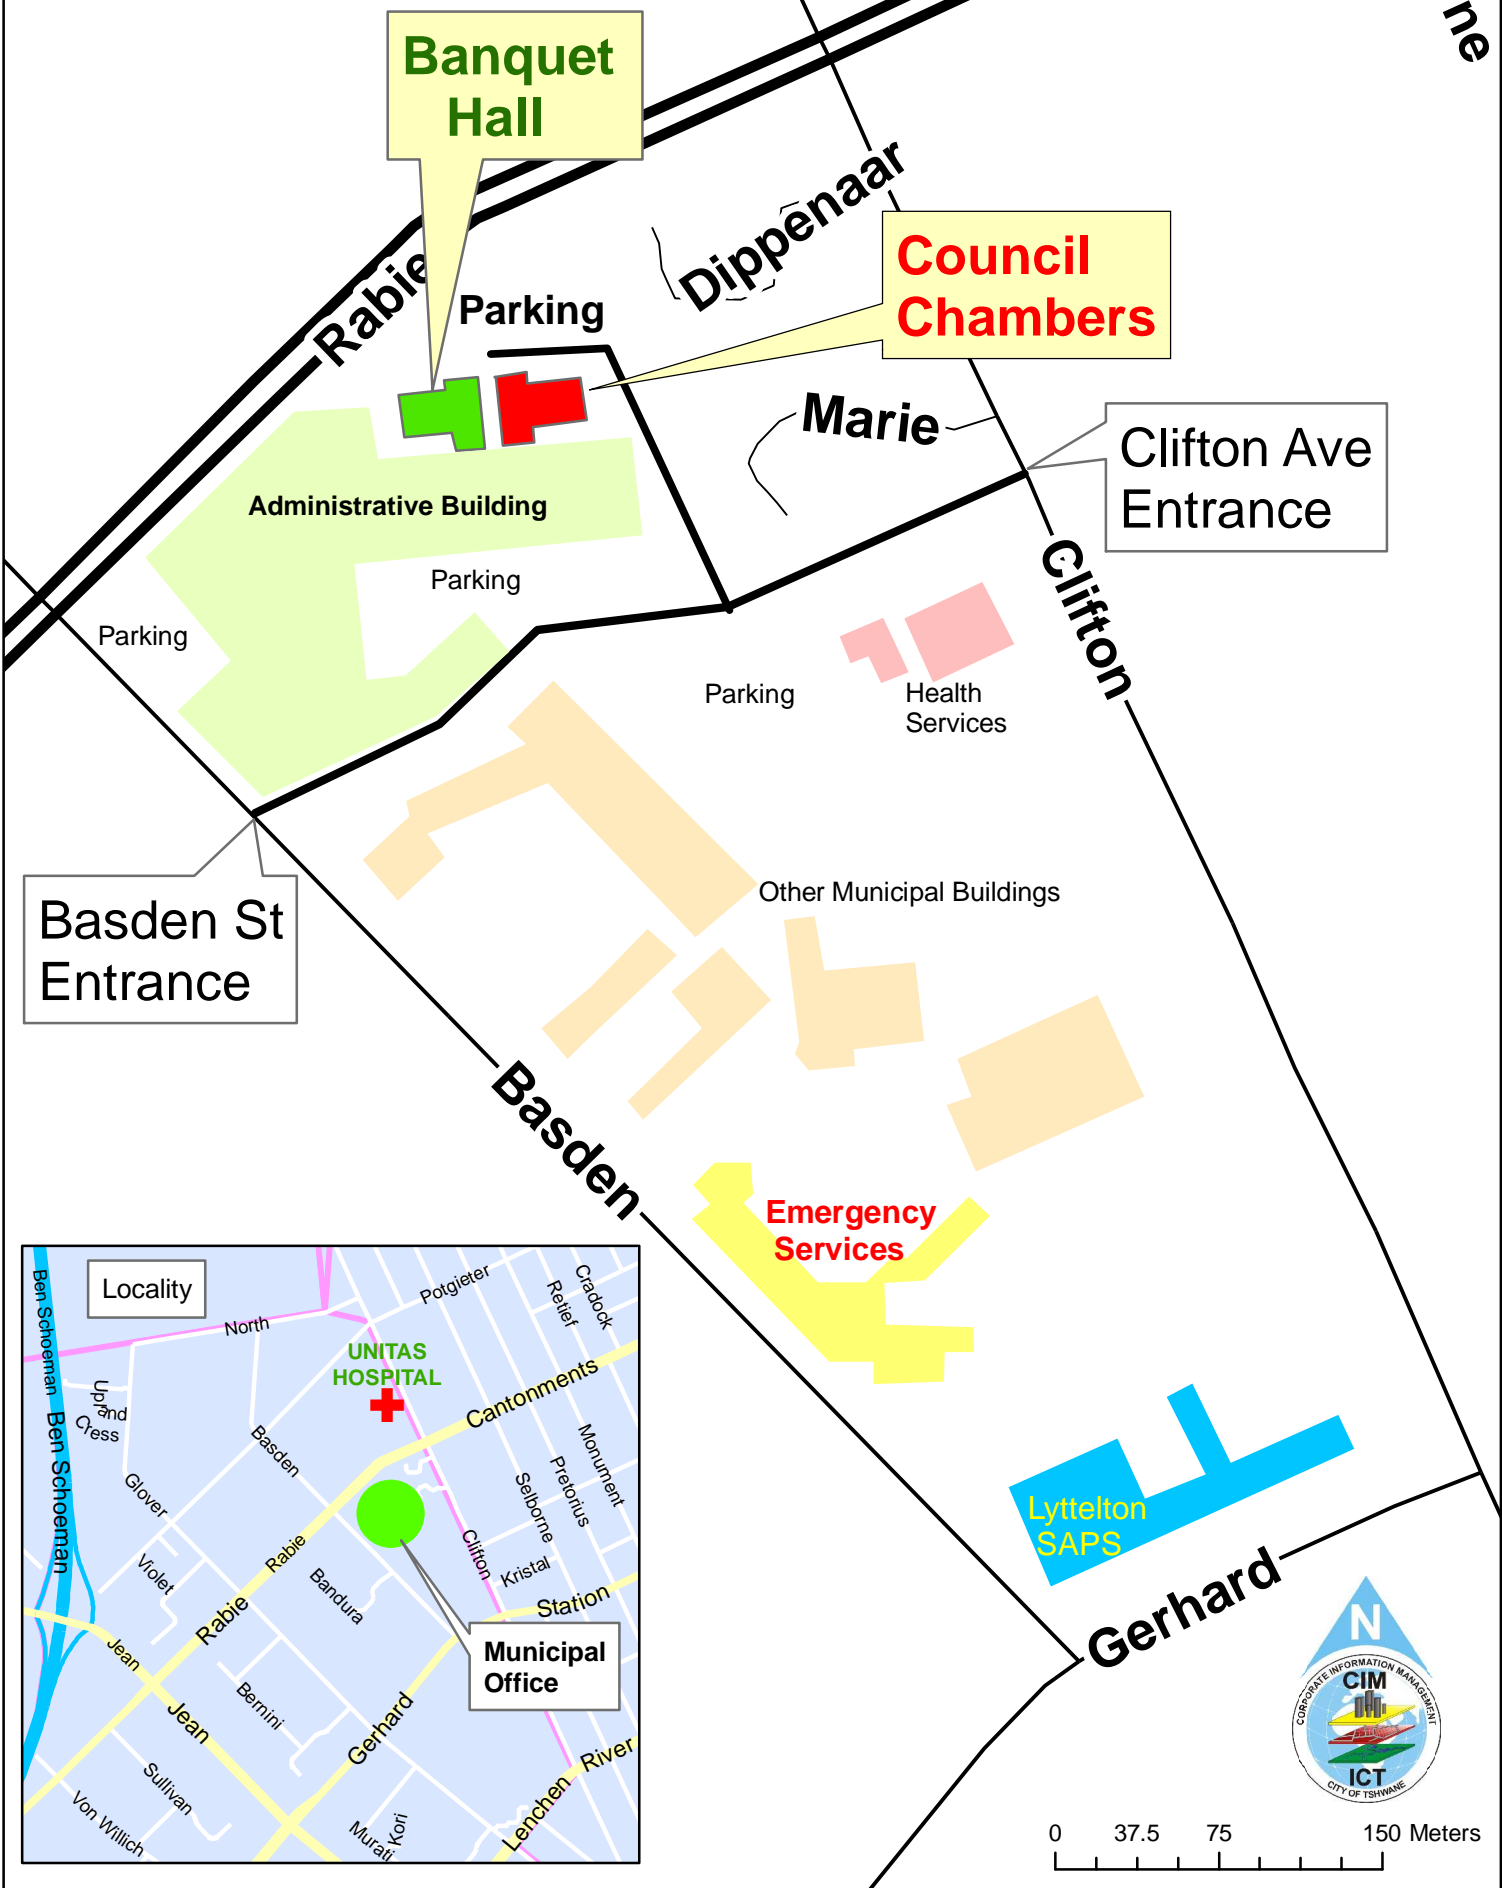 ne
Banquet
Hall
Dippenaar
Rabie
Parking
Council
Chambers
Marie
Clifton Ave
Entrance
Administrative Building
Parking
Parking
Clifton
Parking
Health
Services
Basden St
Entrance
Other Municipal Buildings
Basden
Emergency
Services
Lyttelton
SAPS
Gerhard
Locality
Ben Schoeman
Ben Schoeman
North
Potgieter
Retief
Cradock
UNITAS
HOSPITAL
Upland
Cress
Cantonments
Basden
Glover
Monument
Pretorius
Selborne
Clifton
Kristal
Station
Violet
Rabie
Rabie
Bandura
Jean
Jean
Bernini
Gerhard
Municipal
Office
Sullivan
Von Willich
Murati
Kori
Lenchen
River
N
CORPORATE INFORMATION MANAGEMENT
CIM
ICT
CITY OF TSHWANE
0 37.5 75 150 Meters